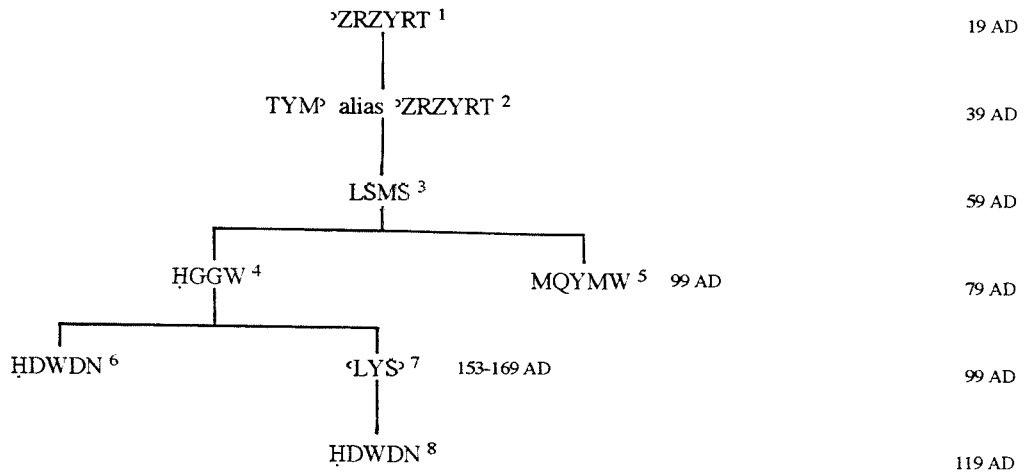 ʾZRZYRT 1 19 AD
TYMʾ alias ʾZRZYRT 2 39 AD
LŠMŠ 3 59 AD
ḤGGW 4 MQYMW 5 99 AD 79 AD
ḤDWDN 6 ʿLYŠʾ 7 153-169 AD 99 AD
ḤDWDN 8 119 AD